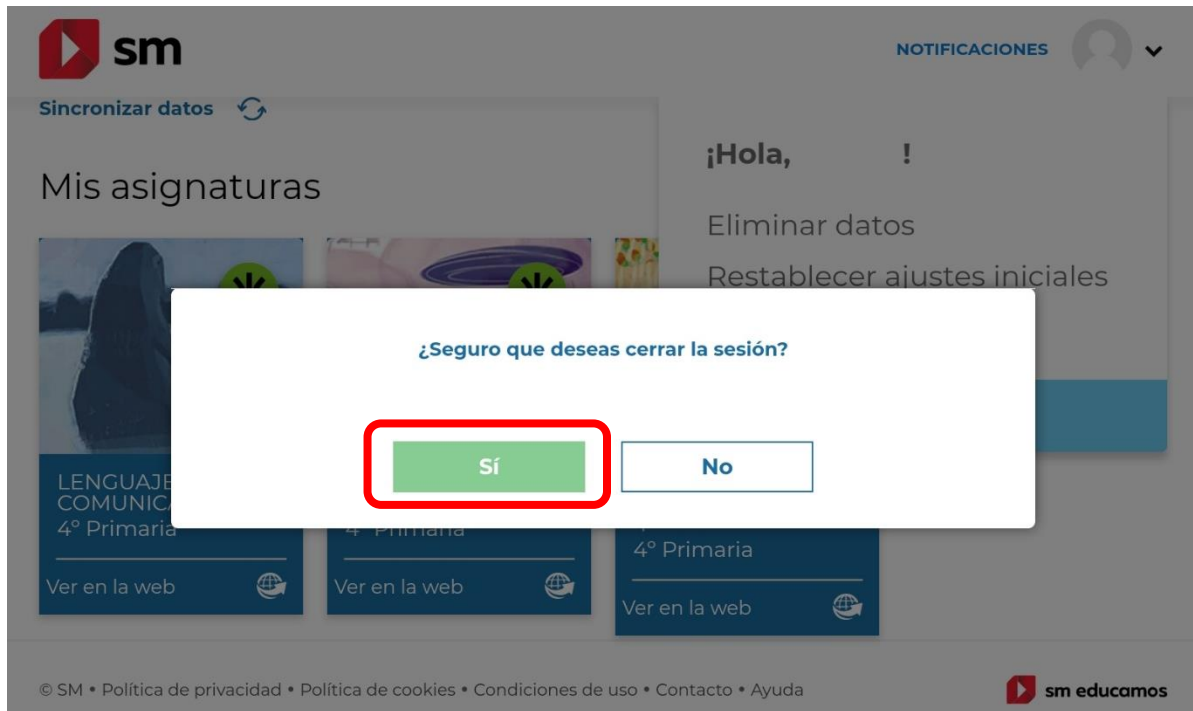 sm
NOTIFICACIONES
Sincronizar datos
¡Hola, !
Mis asignaturas
Eliminar datos
Restablecer ajustes iniciales
¿Seguro que deseas cerrar la sesión?
Sí
No
LENGUAJE
COMUNICA
4º Primaria
4º Primaria
4º Primaria
Ver en la web
Ver en la web
Ver en la web
© SM • Política de privacidad • Política de cookies • Condiciones de uso • Contacto • Ayuda
sm educamos